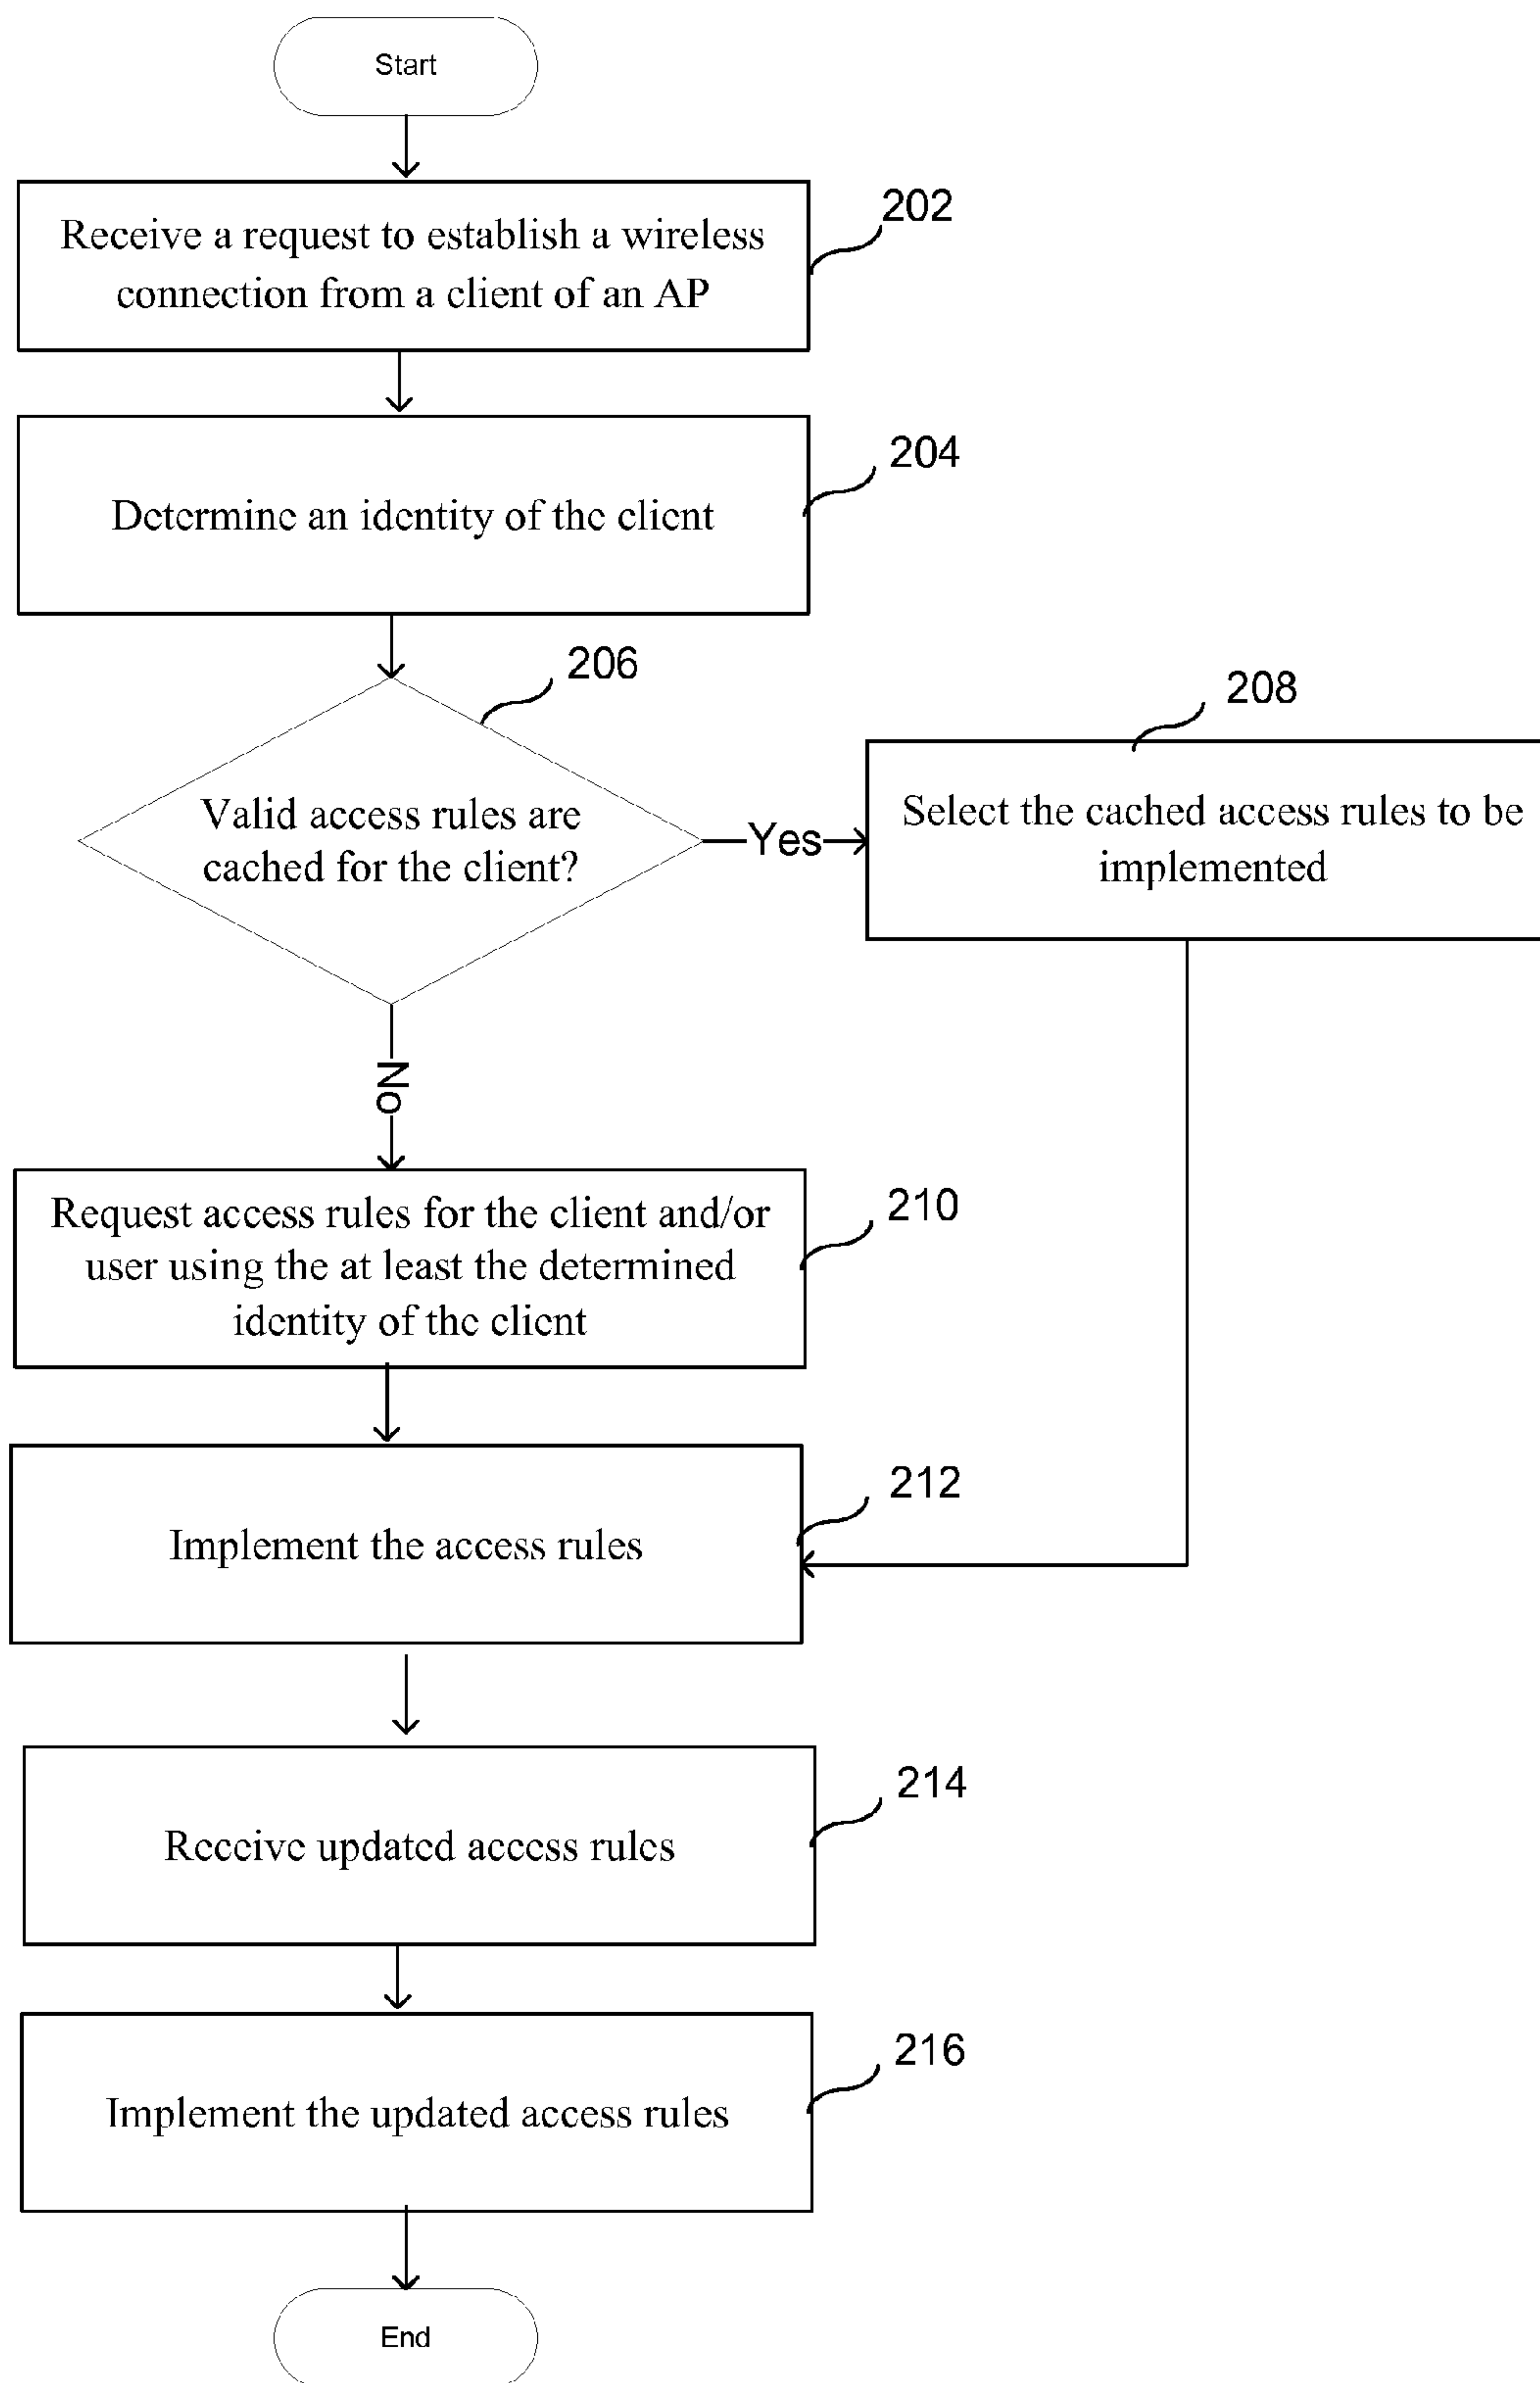 Start
Receive a request to establish a wireless
connection from a client of an AP
202
Determine an identity of the client
204
206
Valid access rules are
cached for the client?
Yes
208
Select the cached access rules to be
implemented
No
Request access rules for the client and/or
user using the at least the determined
identity of the client
210
Implement the access rules
212
Receive updated access rules
214
Implement the updated access rules
216
End